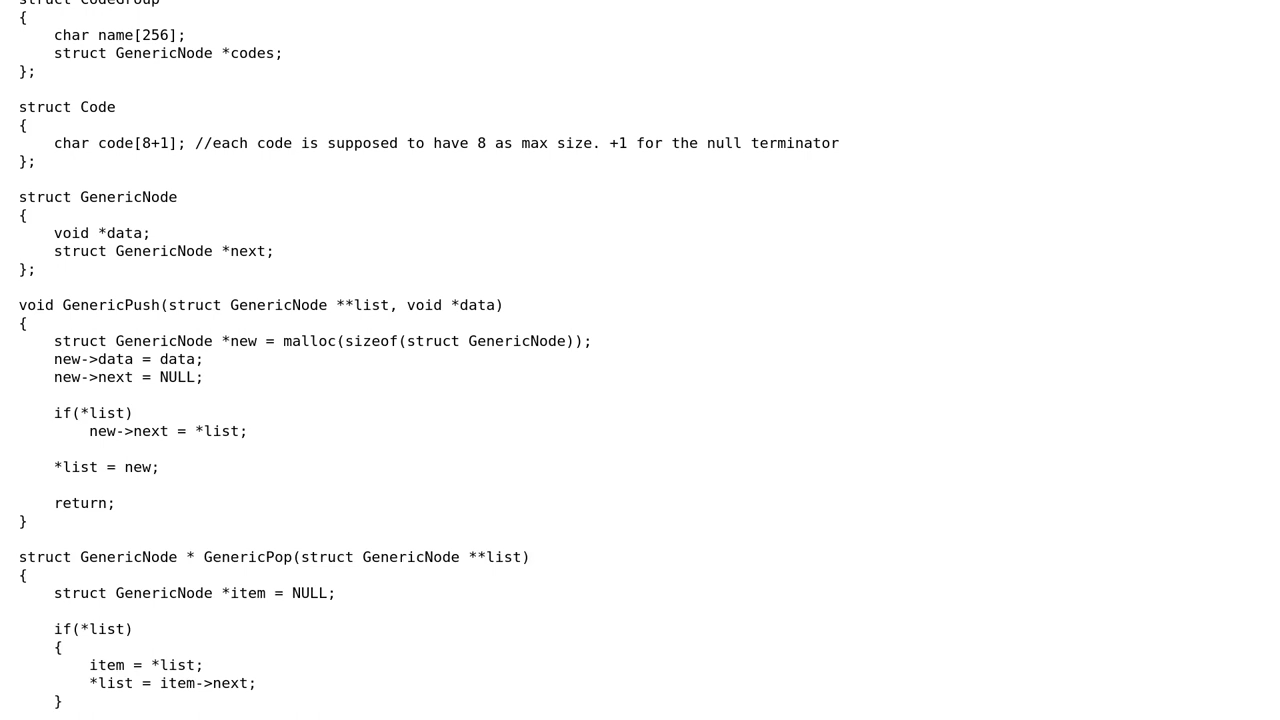 struct CodeGroup
{
    char name[256];
    struct GenericNode *codes;
};

struct Code
{
    char code[8+1]; //each code is supposed to have 8 as max size. +1 for the null terminator
};

struct GenericNode
{
    void *data;
    struct GenericNode *next;
};

void GenericPush(struct GenericNode **list, void *data)
{
    struct GenericNode *new = malloc(sizeof(struct GenericNode));
    new->data = data;
    new->next = NULL;

    if(*list)
        new->next = *list;

    *list = new;

    return;
}

struct GenericNode * GenericPop(struct GenericNode **list)
{
    struct GenericNode *item = NULL;

    if(*list)
    {
        item = *list;
        *list = item->next;
    }